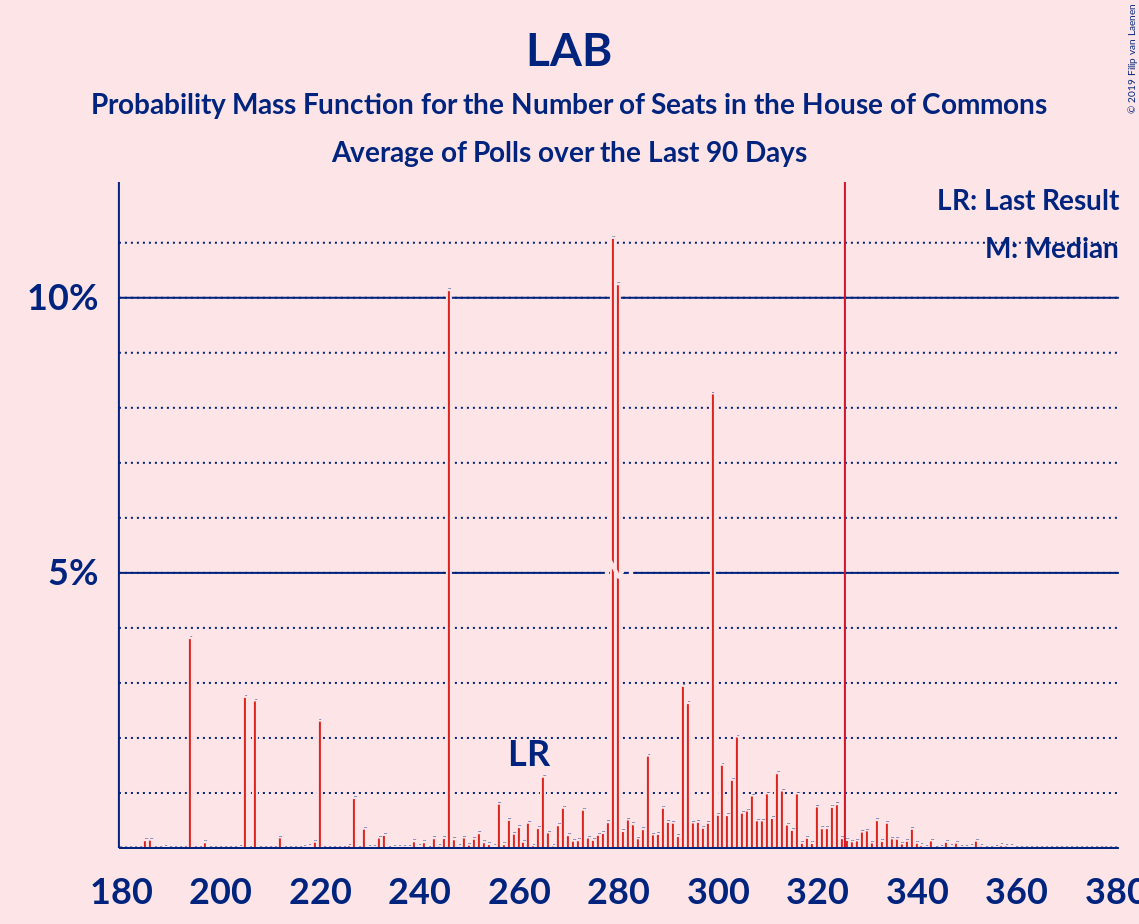 LAB
Probability Mass Function for the Number of Seats in the House of Commons
Average of Polls over the Last 90 Days
© 2019 Filip van Laenen
LR: Last Result
M: Median
10%
5%
LR
M
180 200 220 240 260 280 300 320 340 360 380